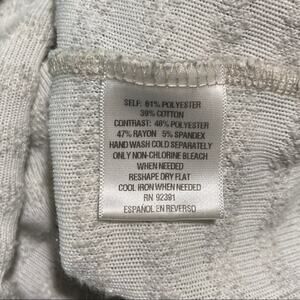 SELF: 61% POLYESTER
39% COTTON
CONTRAST: 48% POLYESTER
47% RAYON 5% SPANDEX
HAND WASH COLD SEPARATELY
ONLY NON-CHLORINE BLEACH
WHEN NEEDED
RESHAPE DRY FLAT
COOL IRON WHEN NEEDED
RN 92391
ESPAÑOL EN REVERSO